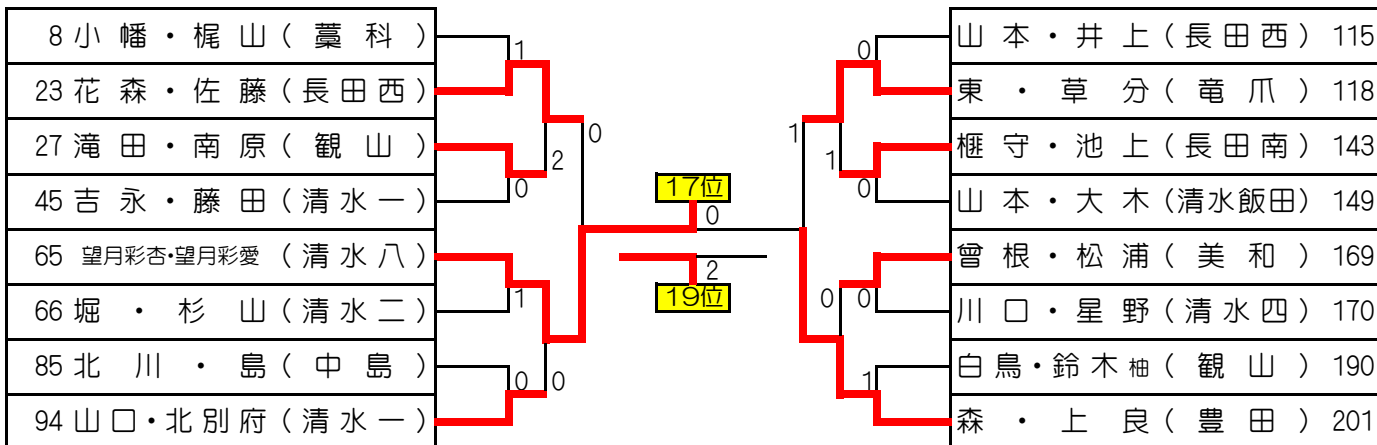 8 小幡・梶山(藁科)
23 花森・佐藤(長田西)
27 滝田・南原(観山)
45 吉永・藤田(清水一)
65 望月彩杏・望月彩愛(清水八)
66 堀・杉山(清水二)
85 北川・島(中島)
94 山口・北別府(清水一)
1
0
2
0
1
0
0
17位
0
2
19位
0
1
1
0
0
0
1
山本・井上(長田西) 115
東・草分(竜爪) 118
榧守・池上(長田南) 143
山本・大木(清水飯田) 149
曾根・松浦(美和) 169
川口・星野(清水四) 170
白鳥・鈴木柚(観山) 190
森・上良(豊田) 201